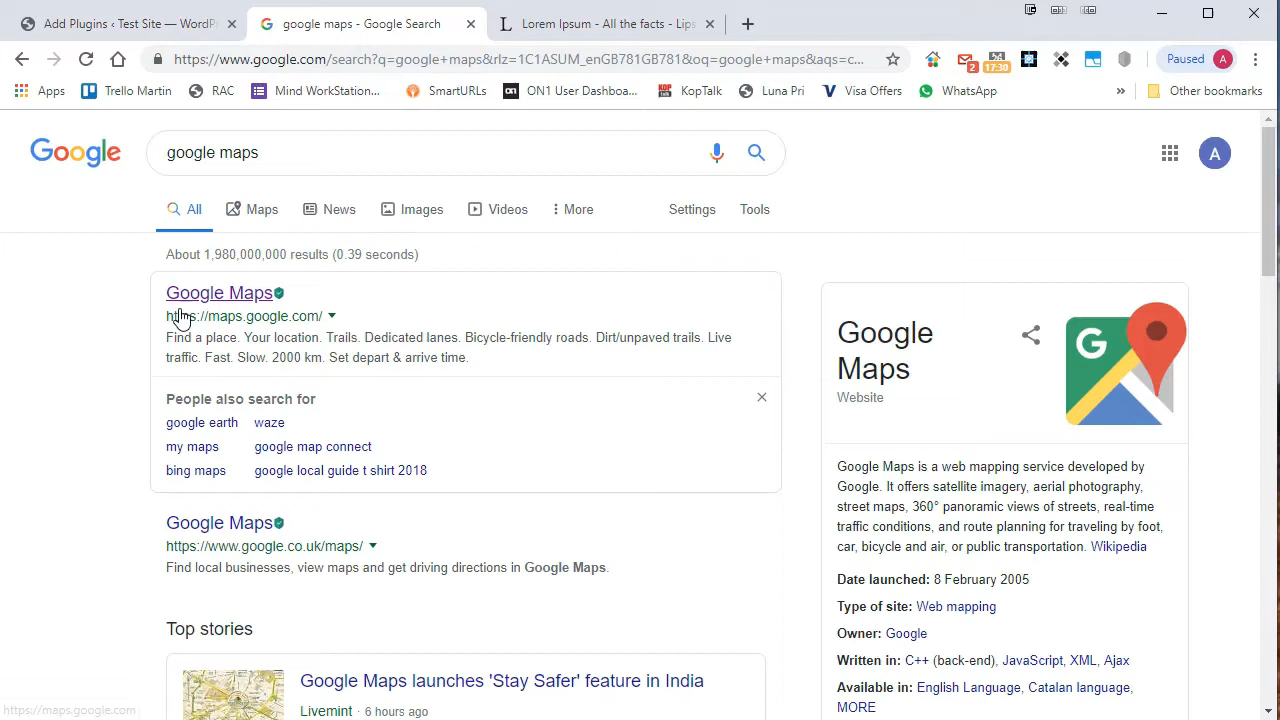 Add Plugins ‹ Test Site — WordP
google maps - Google Search
Lorem Ipsum - All the facts - Lips
https://www.google.com/search?q=google+maps&rlz=1C1ASUM_enGB781GB781&oq=google+maps&aqs=c...
2
17:30
Paused
A
Apps
Trello Martin
RAC
Mind WorkStation...
SmartURLs
ON1 User Dashboa...
KopTalk
Luna Pri
Visa Offers
WhatsApp
»
Other bookmarks
Google
google maps
A
All
Maps
News
Images
Videos
More
Settings
Tools
About 1,980,000,000 results (0.39 seconds)
Google Maps
https://maps.google.com/
Find a place. Your location. Trails. Dedicated lanes. Bicycle-friendly roads. Dirt/unpaved trails. Live
traffic. Fast. Slow. 2000 km. Set depart & arrive time.
People also search for
google earth
waze
my maps
google map connect
bing maps
google local guide t shirt 2018
Google Maps
https://www.google.co.uk/maps/
Find local businesses, view maps and get driving directions in Google Maps.
Top stories
Google Maps launches 'Stay Safer' feature in India
Livemint · 6 hours ago
Google
Maps
Website
G
Google Maps is a web mapping service developed by
Google. It offers satellite imagery, aerial photography,
street maps, 360° panoramic views of streets, real-time
traffic conditions, and route planning for traveling by foot,
car, bicycle and air, or public transportation. Wikipedia
Date launched: 8 February 2005
Type of site: Web mapping
Owner: Google
Written in: C++ (back-end), JavaScript, XML, Ajax
Available in: English Language, Catalan language,
MORE
https://maps.google.com